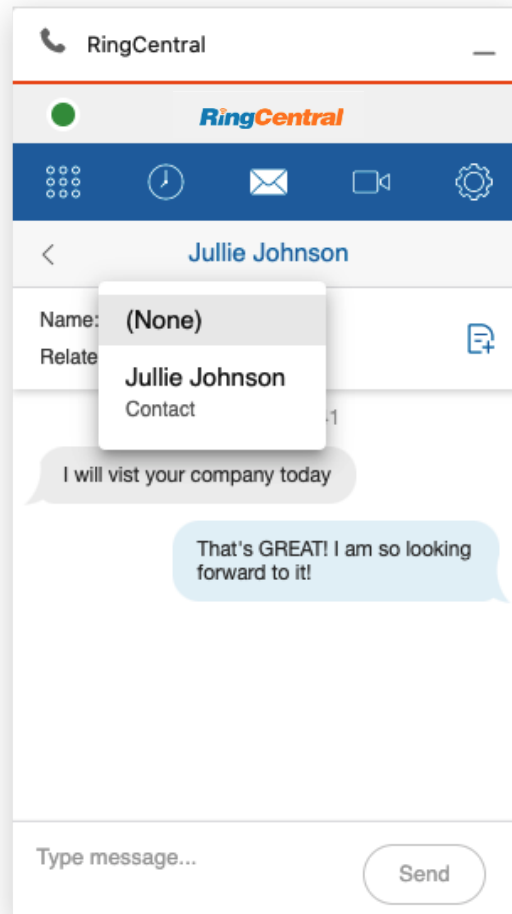 RingCentral
RingCentral
Jullie Johnson
Name:
(None)
Relate
Jullie Johnson
Contact
I will vist your company today
That's GREAT! I am so looking
forward to it!
Type message...
Send